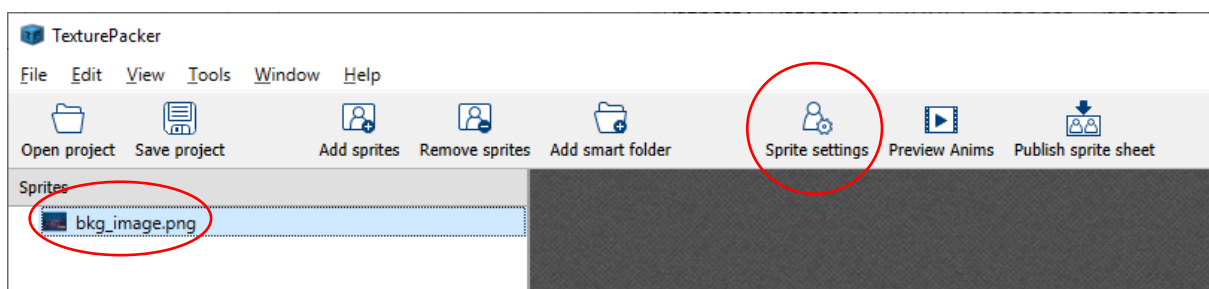 TexturePacker
File Edit View Tools Window Help
Open project Save project Add sprites Remove sprites Add smart folder Sprite settings Preview Anims Publish sprite sheet
Sprites
bkg_image.png